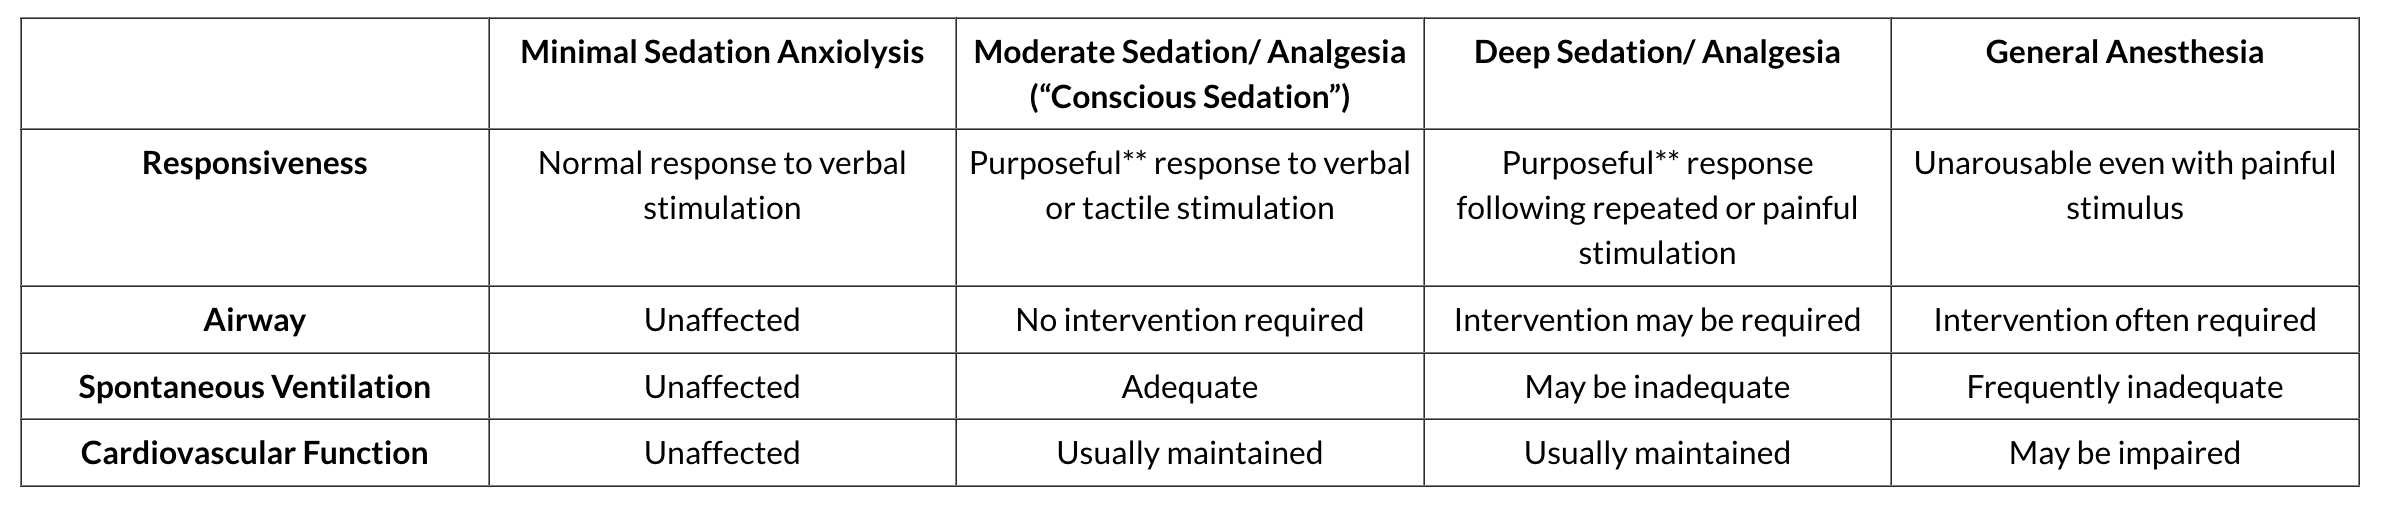 Minimal Sedation Anxiolysis
Moderate Sedation/ Analgesia
(“Conscious Sedation”)
Deep Sedation/ Analgesia
General Anesthesia
Responsiveness
Normal response to verbal
stimulation
Purposeful** response to verbal
or tactile stimulation
Purposeful** response
following repeated or painful
stimulation
Unarousable even with painful
stimulus
Airway
Unaffected
No intervention required
Intervention may be required
Intervention often required
Spontaneous Ventilation
Unaffected
Adequate
May be inadequate
Frequently inadequate
Cardiovascular Function
Unaffected
Usually maintained
Usually maintained
May be impaired